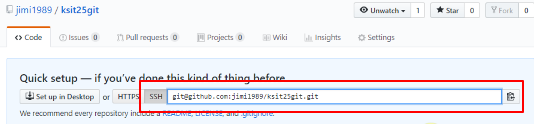 jimi1989 / ksit25git
Unwatch 1 Star 0 Fork 0
Code Issues 0 Pull requests 0 Projects 0 Wiki Insights Settings
Quick setup — if you've done this kind of thing before
Set up in Desktop or HTTPS SSH git@github.com:jimi1989/ksit25git.git
We recommend every repository include a README, LICENSE, and .gitignore.